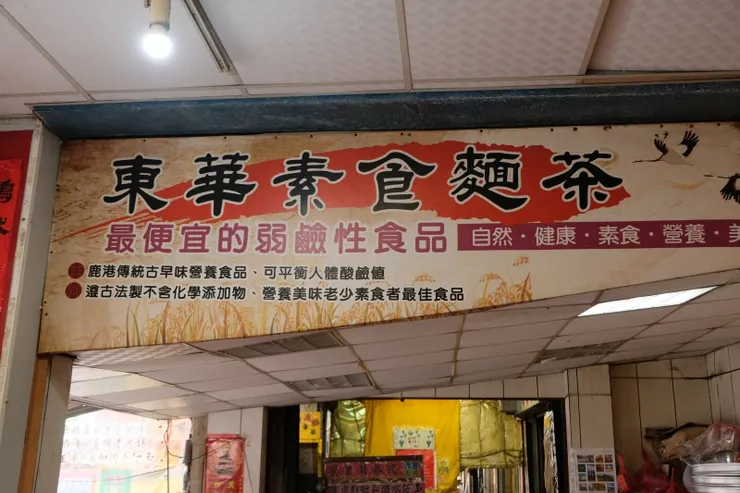 東華素食麵茶
最便宜的弱鹼性食品
自然・健康・素食・營養・美
鹿港傳統古早味營養食品、可平衡人體酸鹼值
遵古法製不含化學添加物、營養美味老少素食者最佳食品